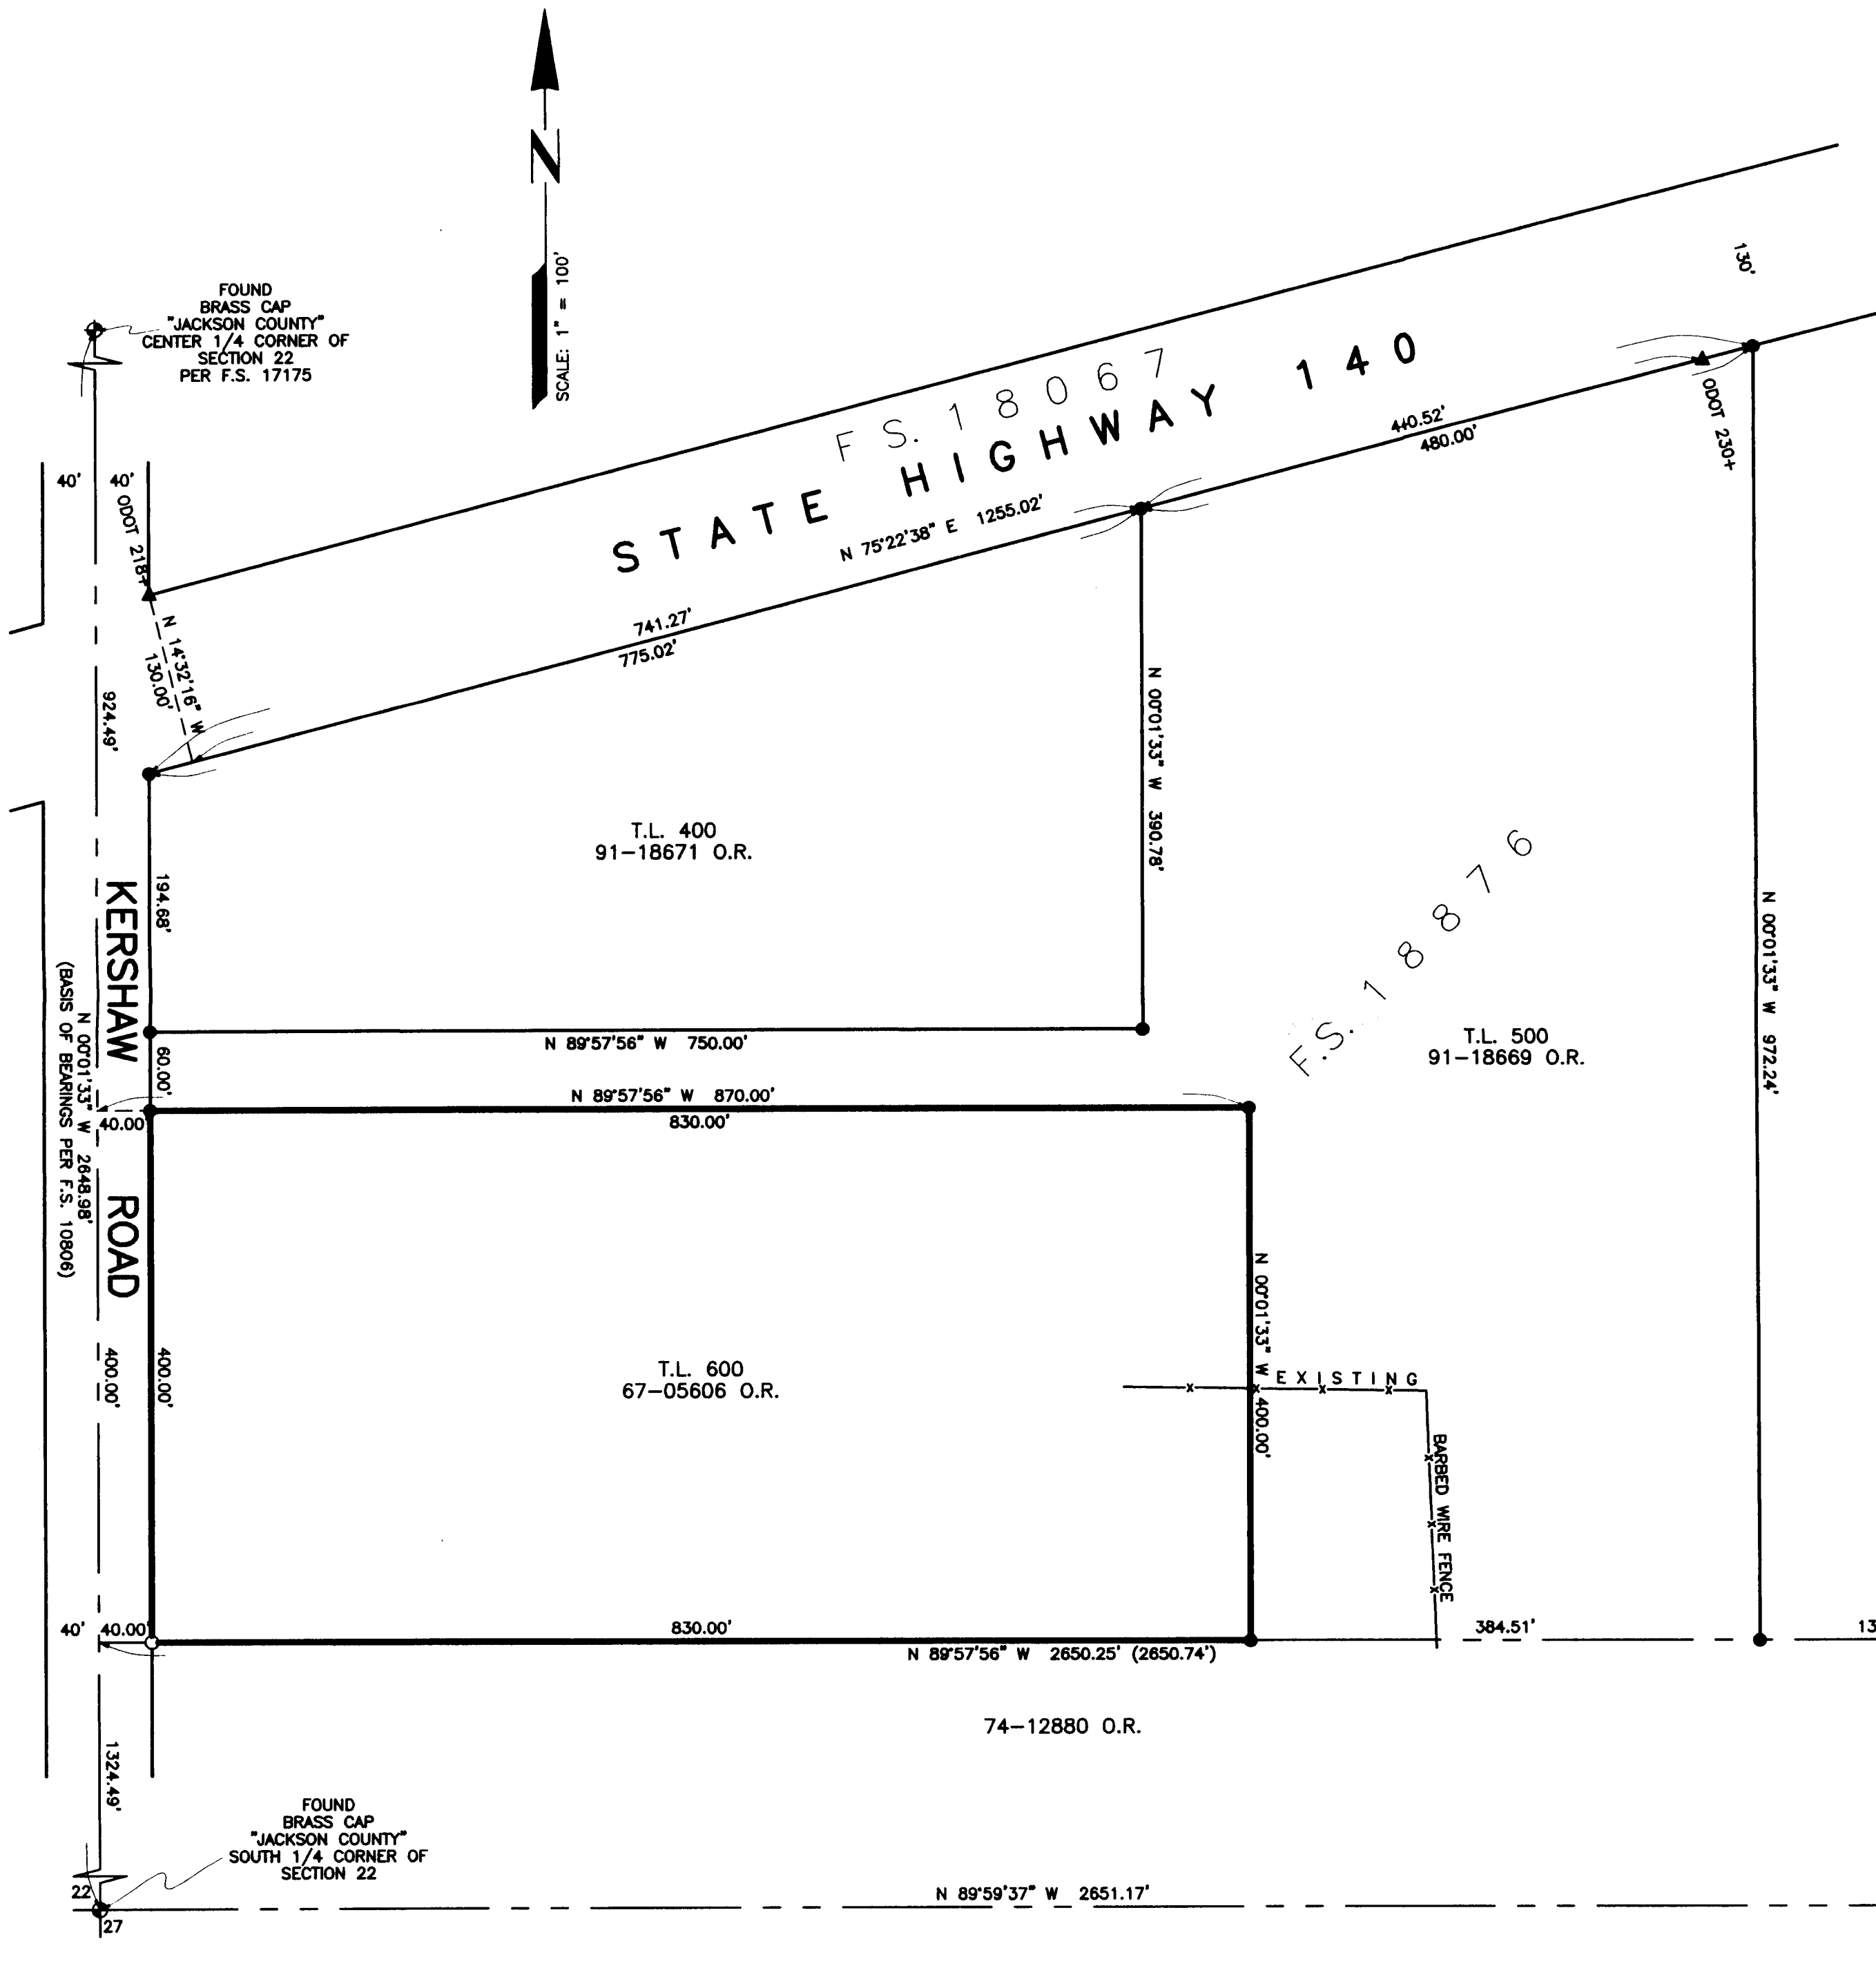 N
SCALE: 1" = 100'
130'
FOUND
BRASS CAP
"JACKSON COUNTY"
CENTER 1/4 CORNER OF
SECTION 22
PER F.S. 17175
F S. 18067
STATE HIGHWAY 140
N 75°22'38" E 1255.02'
440.52'
480.00'
ODOT 230+
40'
40'
ODOT 218+
N 14°32'16" W
130.00'
741.27'
775.02'
924.49'
N 00°01'33" W 390.78'
T.L. 400
91-18671 O.R.
194.68'
F.S. 18876
N 00°01'33" W 972.24'
KERSHAW ROAD
N 00°01'33" W 2648.98'
(BASIS OF BEARINGS PER F.S. 10806)
T.L. 500
91-18669 O.R.
N 89°57'56" W 750.00'
60.00'
N 89°57'56" W 870.00'
40.00'
830.00'
N 00°01'33" W 400.00'
400.00'
400.00'
T.L. 600
67-05606 O.R.
EXISTING
BARBED WIRE FENCE
40'
40.00'
830.00'
384.51'
13
N 89°57'56" W 2650.25' (2650.74')
74-12880 O.R.
1324.49'
FOUND
BRASS CAP
"JACKSON COUNTY"
SOUTH 1/4 CORNER OF
SECTION 22
22
27
N 89°59'37" W 2651.17'